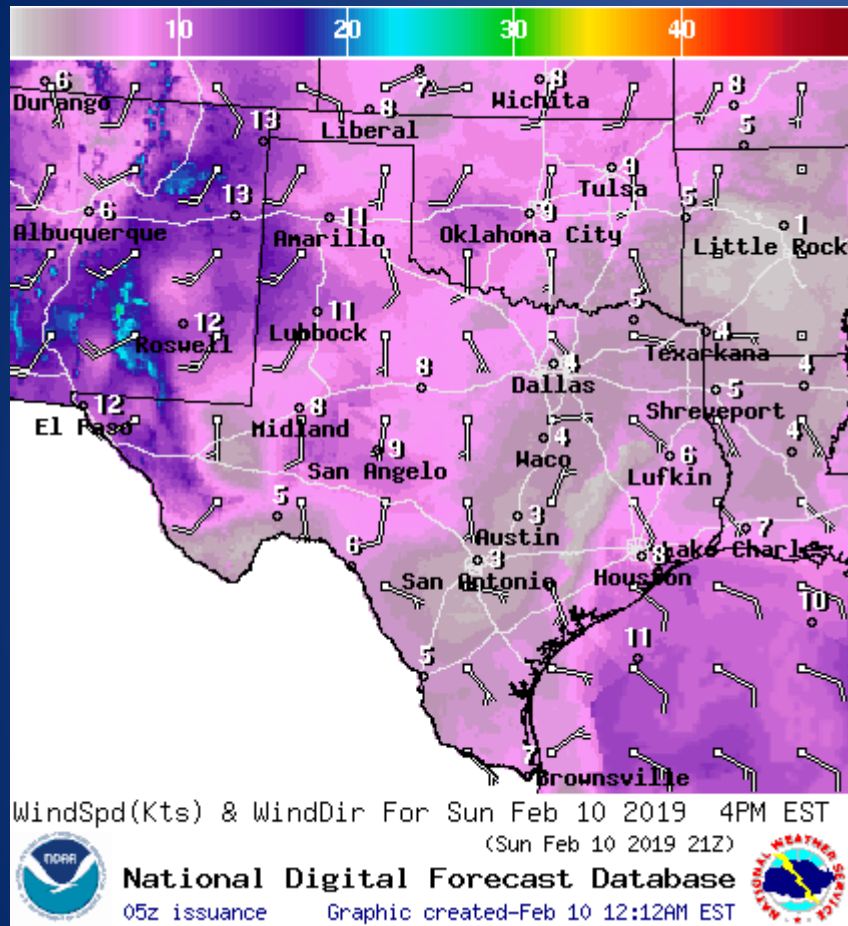 10 20 30 40
6 7 8 8
Durango Wichita
13 8 5
Liberal
9
Tulsa
6 13 11 9 5 1
Albuquerque Amarillo Oklahoma City Little Rock
12 11 5
Roswell Lubbock 4
Texarkana
12 8 8 4 5 4
El Paso Dallas Shreveport
Midland 9 4 6 4
San Angelo Waco Lufkin
5 3 7
Austin Lake Charles
6 3 8
San Antonio Houston
10
11
5
7
Brownsville
WindSpd(Kts) & WindDir For Sun Feb 10 2019 4PM EST
(Sun Feb 10 2019 21Z)
NOAA
National Digital Forecast Database
05z issuance Graphic created-Feb 10 12:12AM EST
NATIONAL WEATHER SERVICE